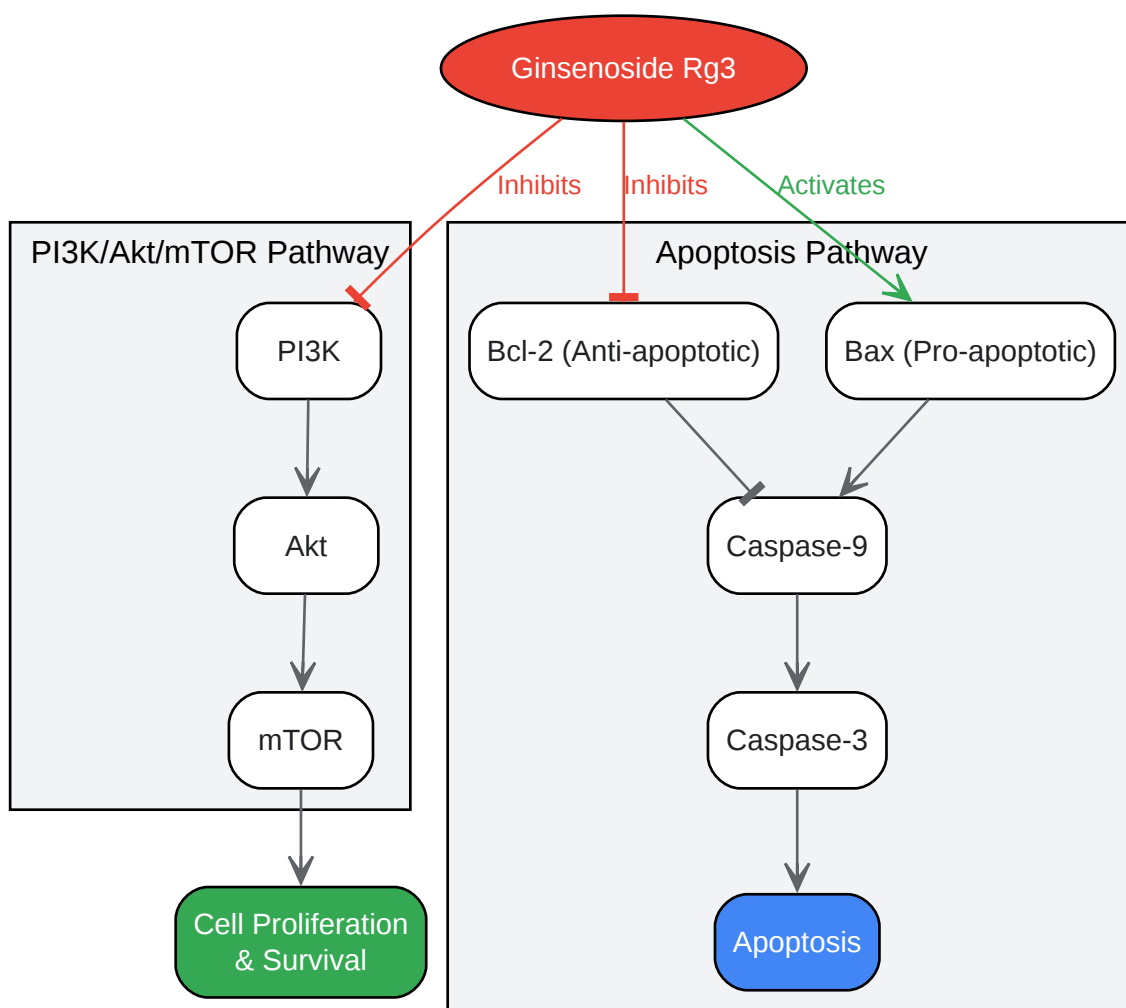 Ginsenoside Rg3
Inhibits
Inhibits
Activates
PI3K/Akt/mTOR Pathway
Apoptosis Pathway
PI3K
Bcl-2 (Anti-apoptotic)
Bax (Pro-apoptotic)
Akt
Caspase-9
mTOR
Caspase-3
Cell Proliferation
& Survival
Apoptosis